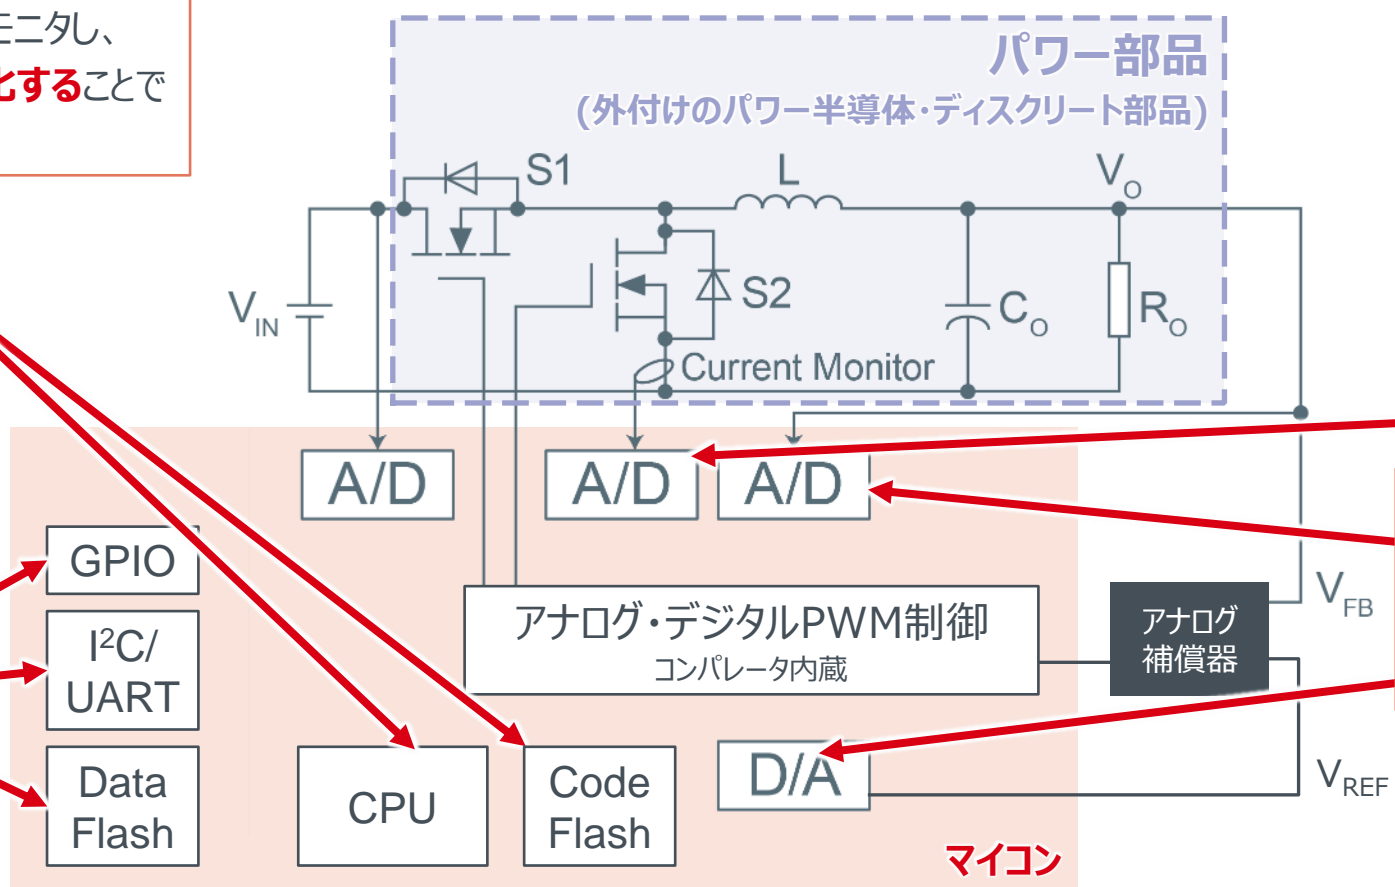 モニタし、
化することで
パワー部品
(外付けのパワー半導体・ディスクリート部品)
S1
L
VO
VIN
S2
CO
RO
Current Monitor
A/D
A/D
A/D
GPIO
I2C/
UART
Data
Flash
アナログ・デジタルPWM制御
コンパレータ内蔵
アナログ
補償器
VFB
CPU
Code
Flash
D/A
VREF
マイコン